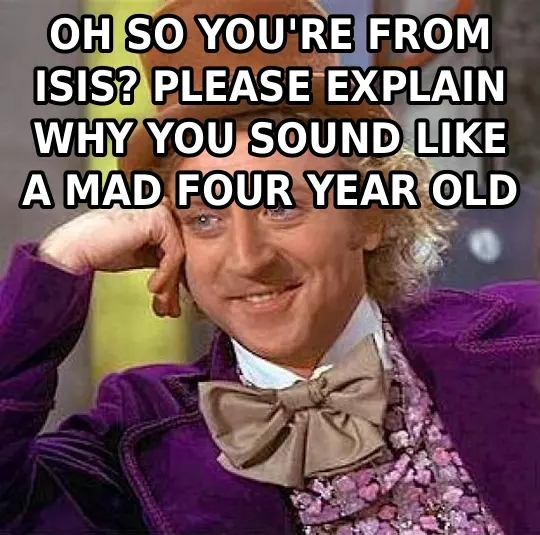 OH SO YOU'RE FROM
ISIS? PLEASE EXPLAIN
WHY YOU SOUND LIKE
A MAD FOUR YEAR OLD